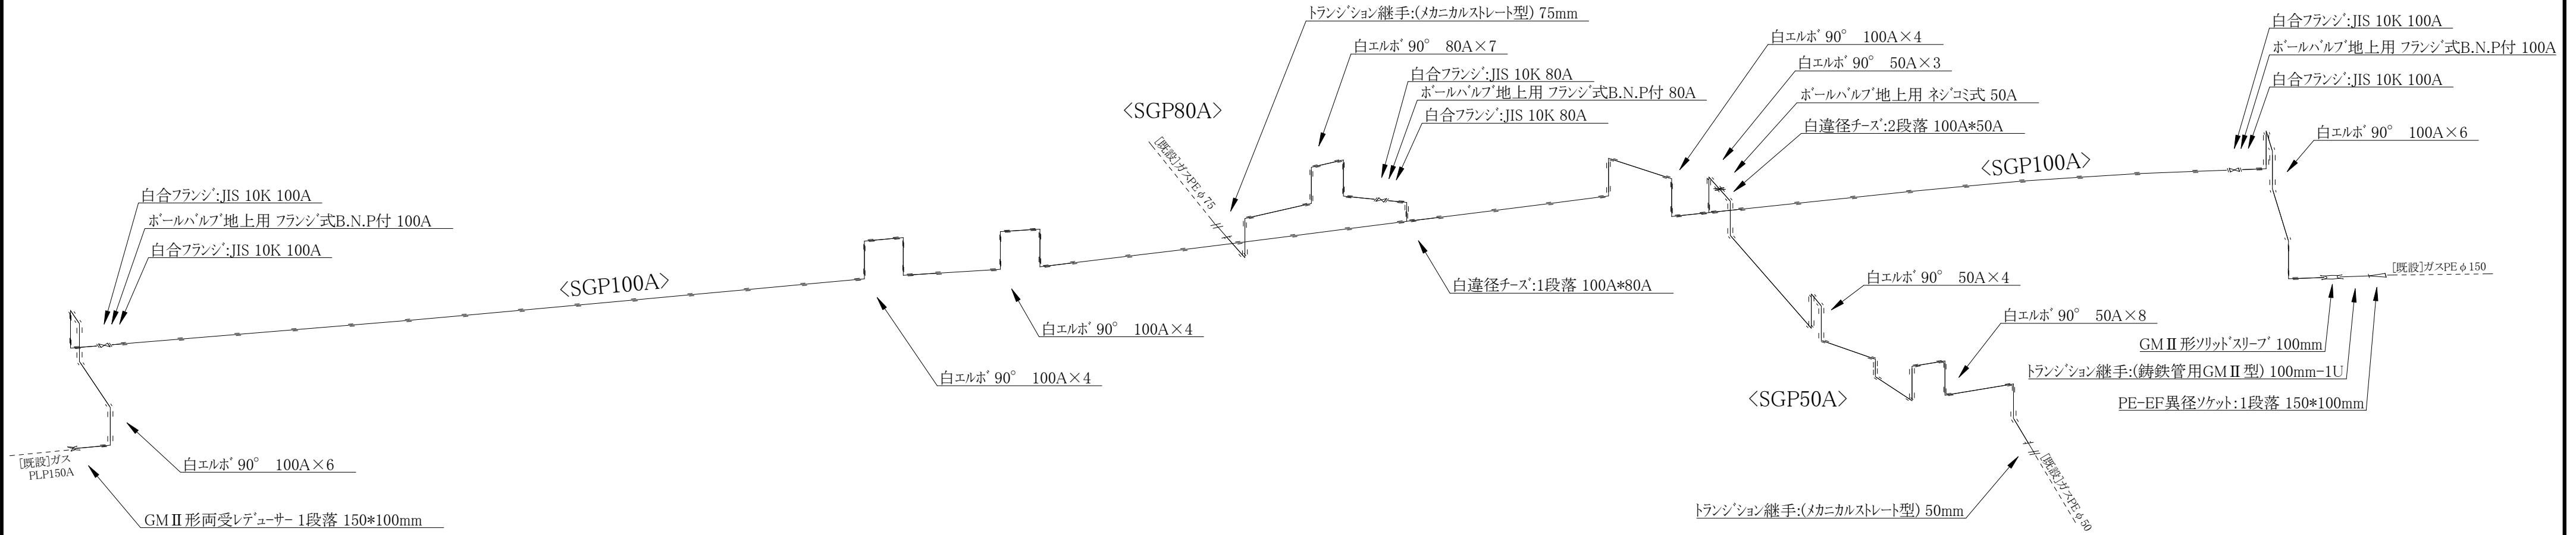 白合フランジ:JIS 10K 100A
ボールバルブ地上用 フランジ式B.N.P付 100A
白合フランジ:JIS 10K 100A
[既設]ガス
PLP150A
白エルボ 90°　100A×6
GMⅡ形両受レデューサー 1段落 150*100mm
<SGP100A>
白エルボ 90°　100A×4
白エルボ 90°　100A×4
<SGP80A>
[既設]ガスPEφ75
トランジション継手:(メカニカルストレート型) 75mm
白エルボ 90°　80A×7
白合フランジ:JIS 10K 80A
ボールバルブ地上用 フランジ式B.N.P付 80A
白合フランジ:JIS 10K 80A
白違径チーズ:1段落 100A*80A
白エルボ 90°　100A×4
白エルボ 90°　50A×3
ボールバルブ地上用 ネジコミ式 50A
白違径チーズ:2段落 100A*50A
白エルボ 90°　50A×4
白エルボ 90°　50A×8
<SGP50A>
トランジション継手:(メカニカルストレート型) 50mm
[既設]ガスPEφ50
<SGP100A>
白合フランジ:JIS 10K 100A
ボールバルブ地上用 フランジ式B.N.P付 100A
白合フランジ:JIS 10K 100A
白エルボ 90°　100A×6
[既設]ガスPEφ150
GMⅡ形ソリッドスリーブ 100mm
トランジション継手:(鋳鉄管用GMⅡ型) 100mm-1U
PE-EF異径ソケット:1段落 150*100mm